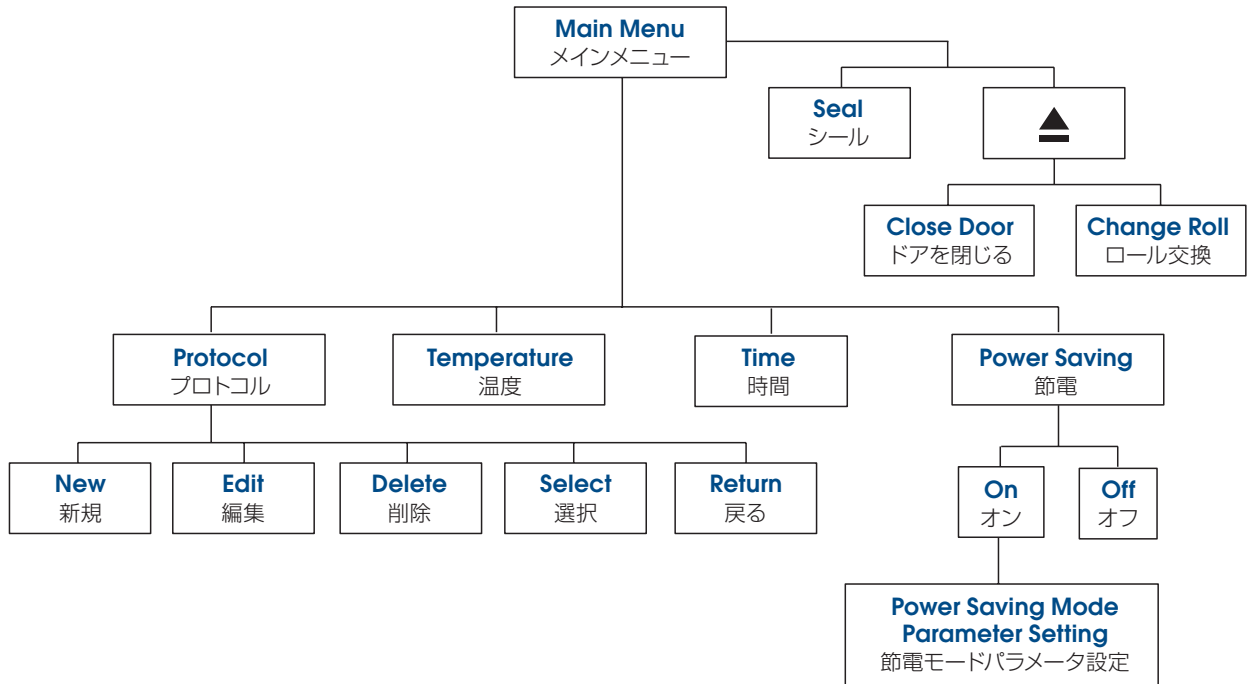 Main Menu
メインメニュー
Seal
シール
Close Door
ドアを閉じる
Change Roll
ロール交換
Protocol
プロトコル
Temperature
温度
Time
時間
Power Saving
節電
New
新規
Edit
編集
Delete
削除
Select
選択
Return
戻る
On
オン
Off
オフ
Power Saving Mode
Parameter Setting
節電モードパラメータ設定